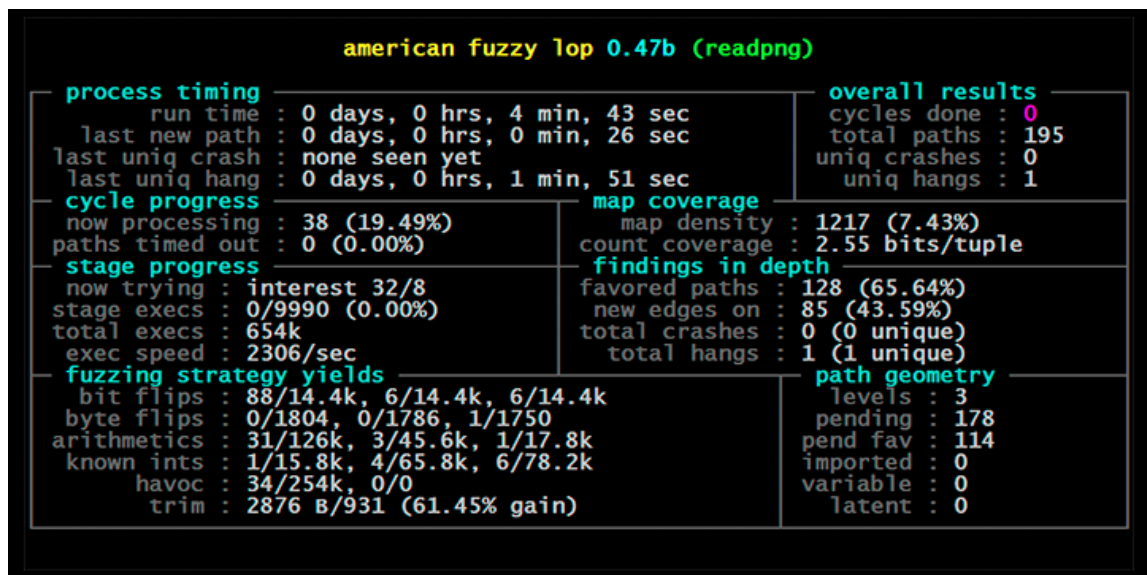 american fuzzy lop 0.47b (readpng)
process timing
run time : 0 days, 0 hrs, 4 min, 43 sec
last new path : 0 days, 0 hrs, 0 min, 26 sec
last uniq crash : none seen yet
last uniq hang : 0 days, 0 hrs, 1 min, 51 sec
overall results
cycles done : 0
total paths : 195
uniq crashes : 0
uniq hangs : 1
cycle progress
now processing : 38 (19.49%)
paths timed out : 0 (0.00%)
map coverage
map density : 1217 (7.43%)
count coverage : 2.55 bits/tuple
stage progress
now trying : interest 32/8
stage execs : 0/9990 (0.00%)
total execs : 654k
exec speed : 2306/sec
findings in depth
favored paths : 128 (65.64%)
new edges on : 85 (43.59%)
total crashes : 0 (0 unique)
total hangs : 1 (1 unique)
fuzzing strategy yields
bit flips : 88/14.4k, 6/14.4k, 6/14.4k
byte flips : 0/1804, 0/1786, 1/1750
arithmetics : 31/126k, 3/45.6k, 1/17.8k
known ints : 1/15.8k, 4/65.8k, 6/78.2k
havoc : 34/254k, 0/0
trim : 2876 B/931 (61.45% gain)
path geometry
levels : 3
pending : 178
pend fav : 114
imported : 0
variable : 0
latent : 0